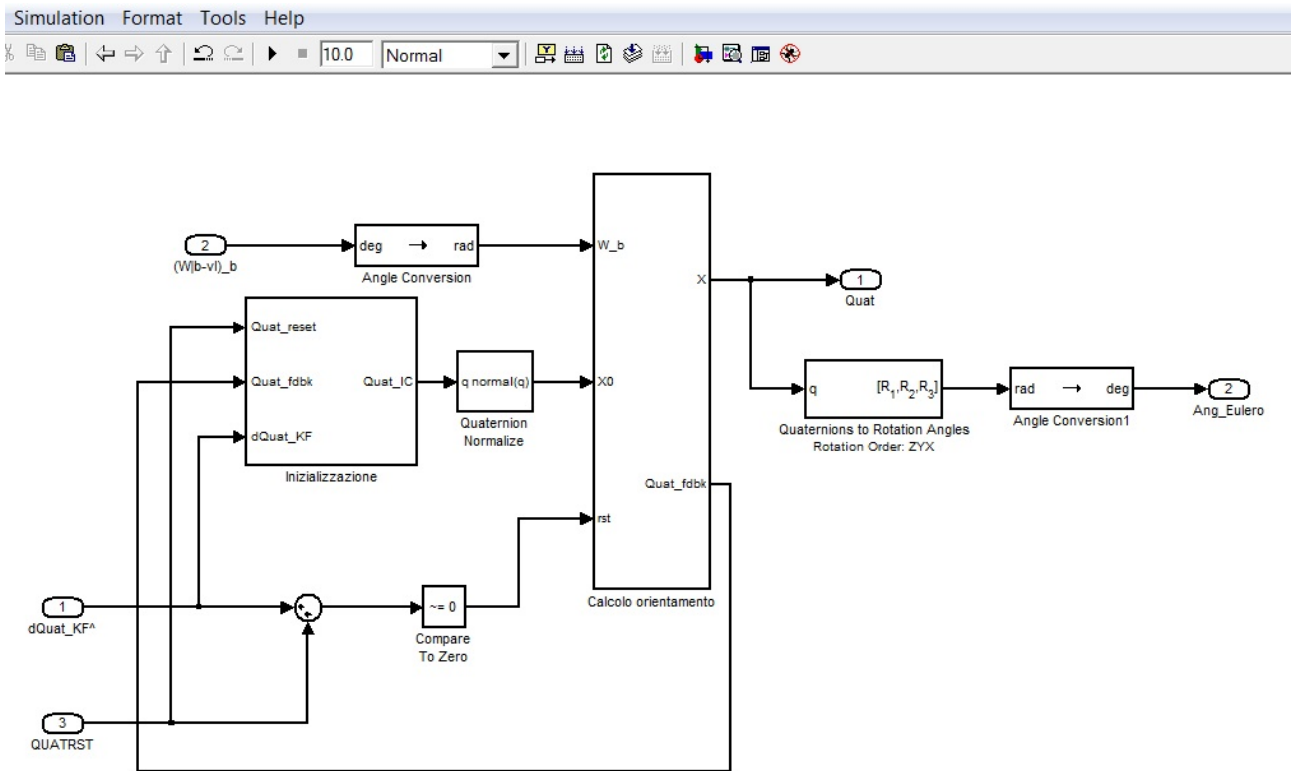 Simulation Format Tools Help
10.0 Normal
2
(W|b-vl)_b
deg → rad
Angle Conversion
Quat_reset
Quat_fdbk
dQuat_KF
Quat_IC
Inizializzazione
q normal(q)
Quaternion
Normalize
W_b
X0
rst
X
Quat_fdbk
Calcolo orientamento
1
Quat
q [R1,R2,R3]
Quaternions to Rotation Angles
Rotation Order: ZYX
rad → deg
Angle Conversion1
2
Ang_Eulero
1
dQuat_KF^
~= 0
Compare
To Zero
3
QUATRST